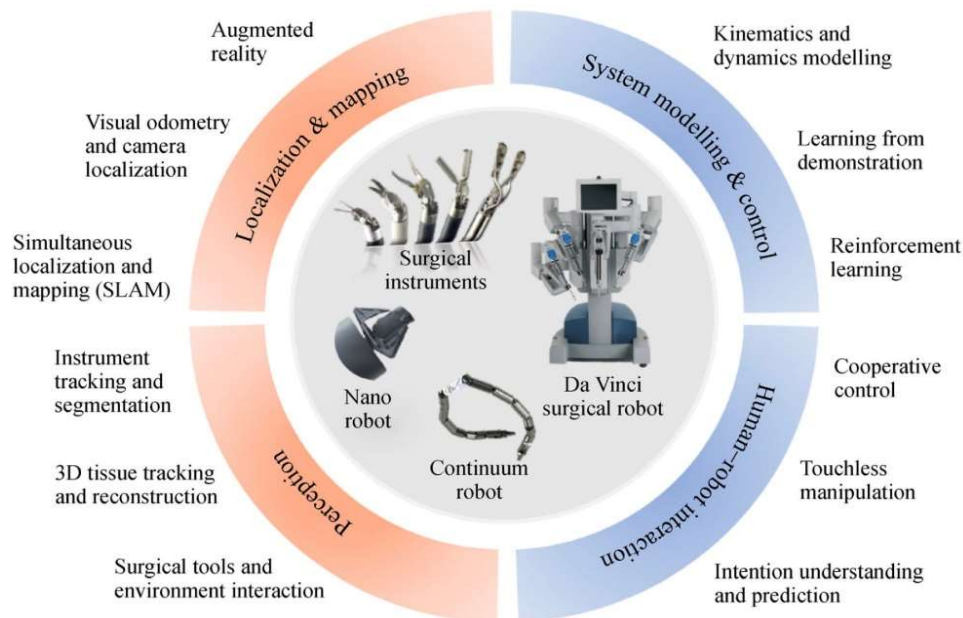 Augmented
reality
Visual odometry
and camera
localization
Simultaneous
localization and
mapping (SLAM)
Localization & mapping
Kinematics and
dynamics modelling
Learning from
demonstration
Reinforcement
learning
System modelling & control
Surgical
instruments
Nano
robot
Continuum
robot
Da Vinci
surgical robot
Instrument
tracking and
segmentation
3D tissue tracking
and reconstruction
Surgical tools and
environment interaction
Perception
Cooperative
control
Touchless
manipulation
Intention understanding
and prediction
Human–robot interaction